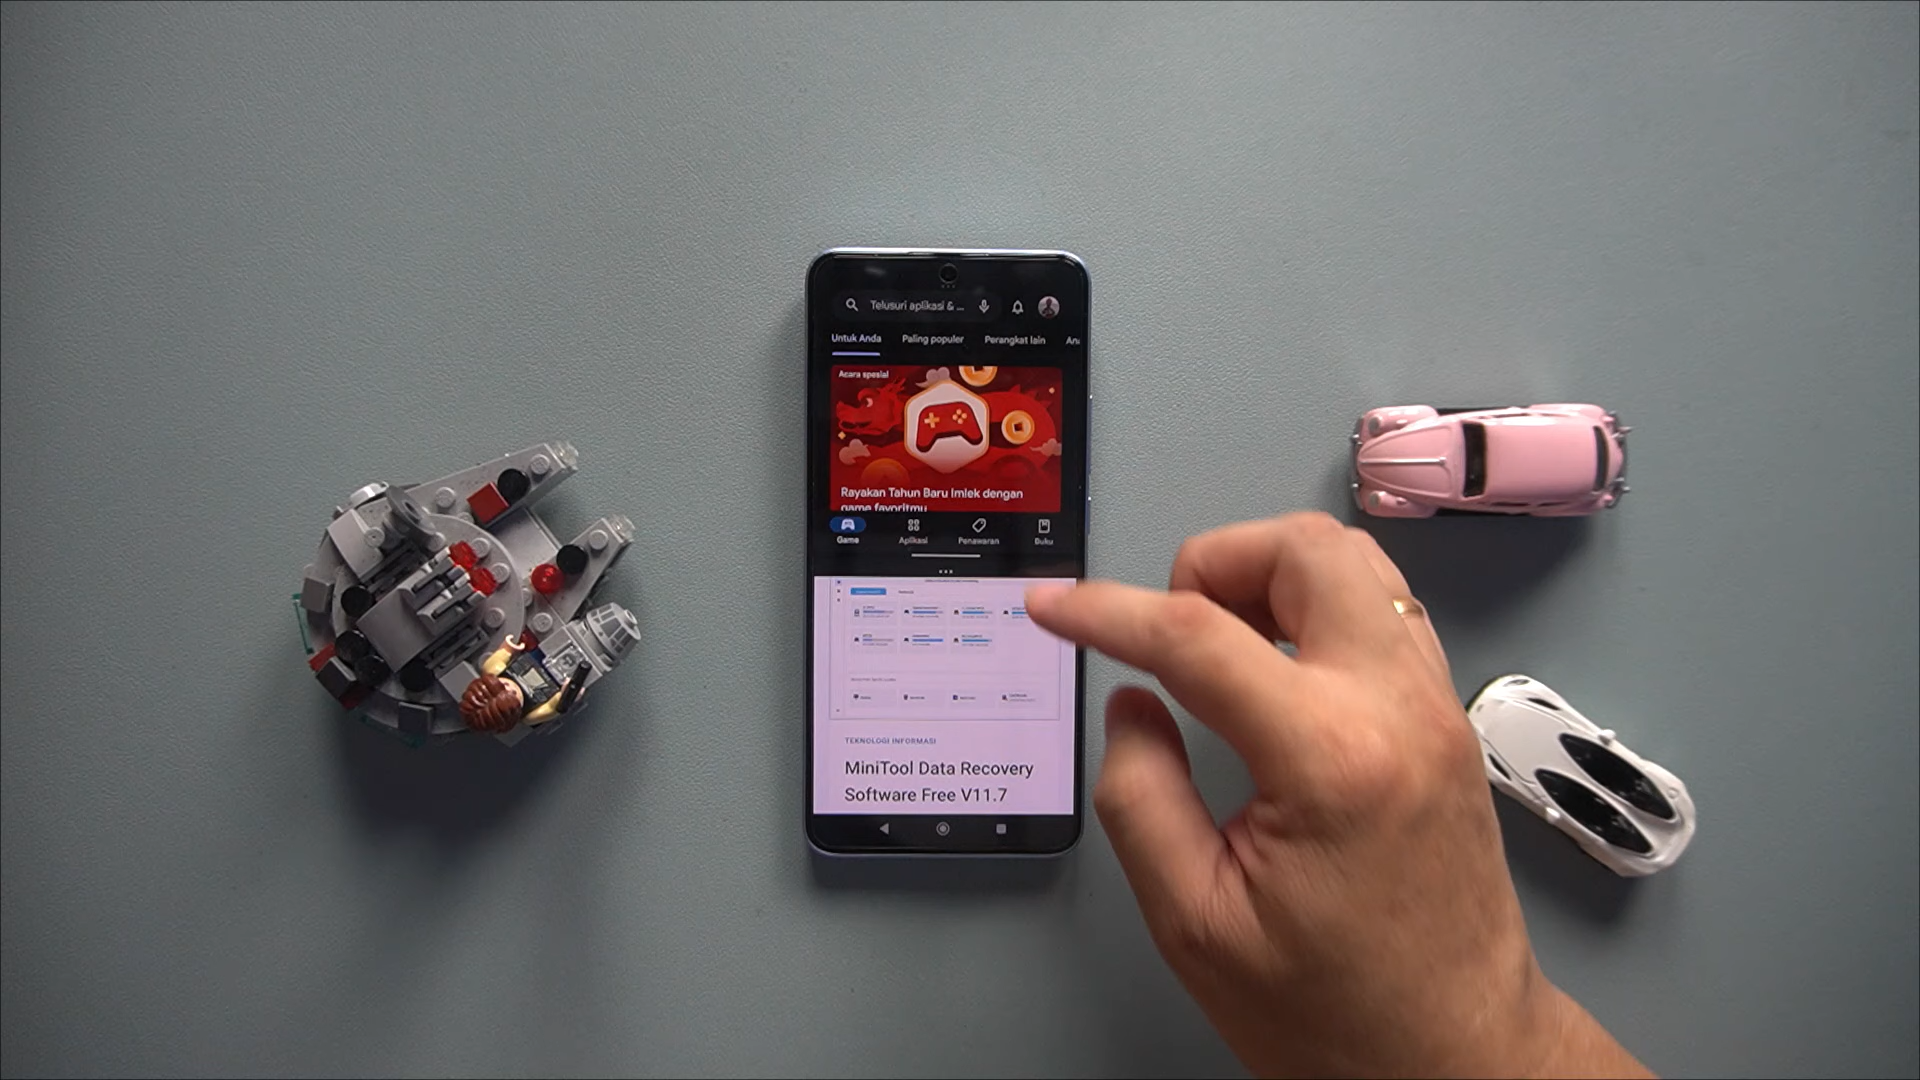 Telusuri aplikasi & ...
Untuk Anda
Paling populer
Perangkat lain
Acara spesial
Rayakan Tahun Baru Imlek dengan
game favoritmu
Game
Aplikasi
Penawaran
Buku
TEKNOLOGI INFORMASI
MiniTool Data Recovery
Software Free V11.7